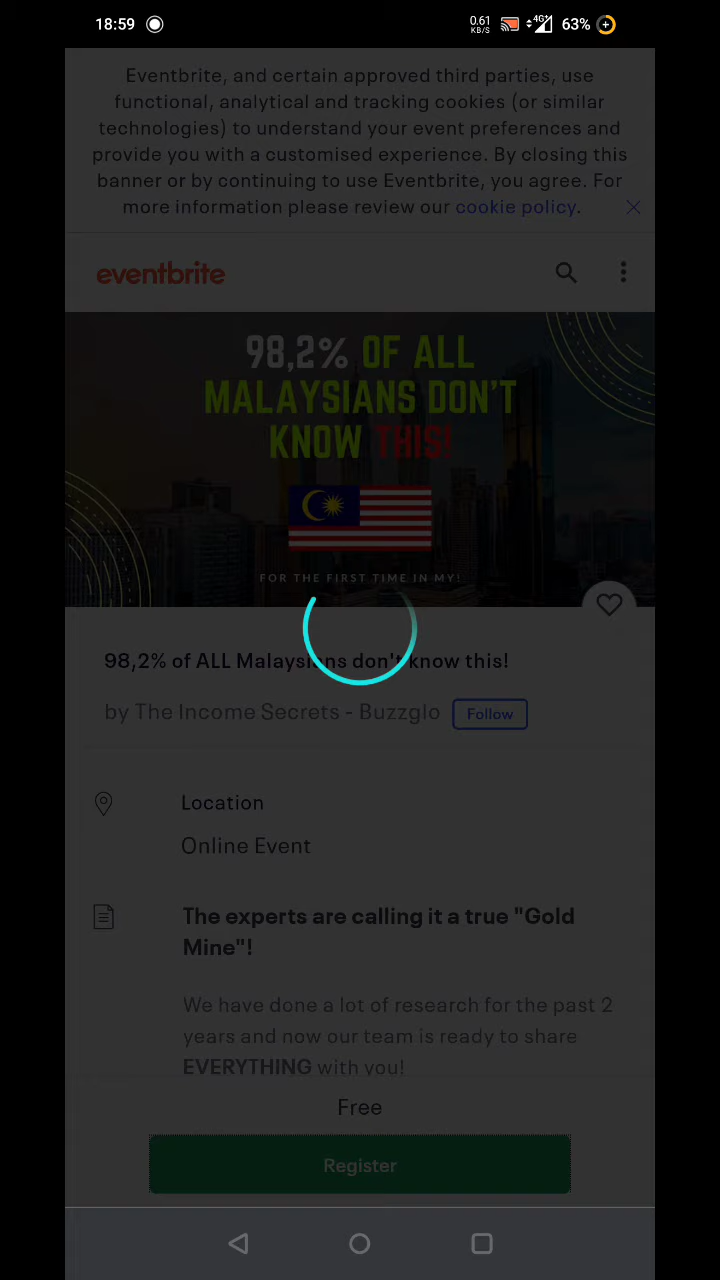 18:59
0.61
KB/S
4G+
63%
Eventbrite, and certain approved third parties, use
functional, analytical and tracking cookies (or similar
technologies) to understand your event preferences and
provide you with a customised experience. By closing this
banner or by continuing to use Eventbrite, you agree. For
more information please review our cookie policy.
eventbrite
98,2% OF ALL
MALAYSIANS DON'T
KNOW THIS!
FOR THE FIRST TIME IN MY!
98,2% of ALL Malaysians don't know this!
by The Income Secrets - Buzzglo
Follow
Location
Online Event
The experts are calling it a true "Gold
Mine"!
We have done a lot of research for the past 2
years and now our team is ready to share
EVERYTHING with you!
Free
Register